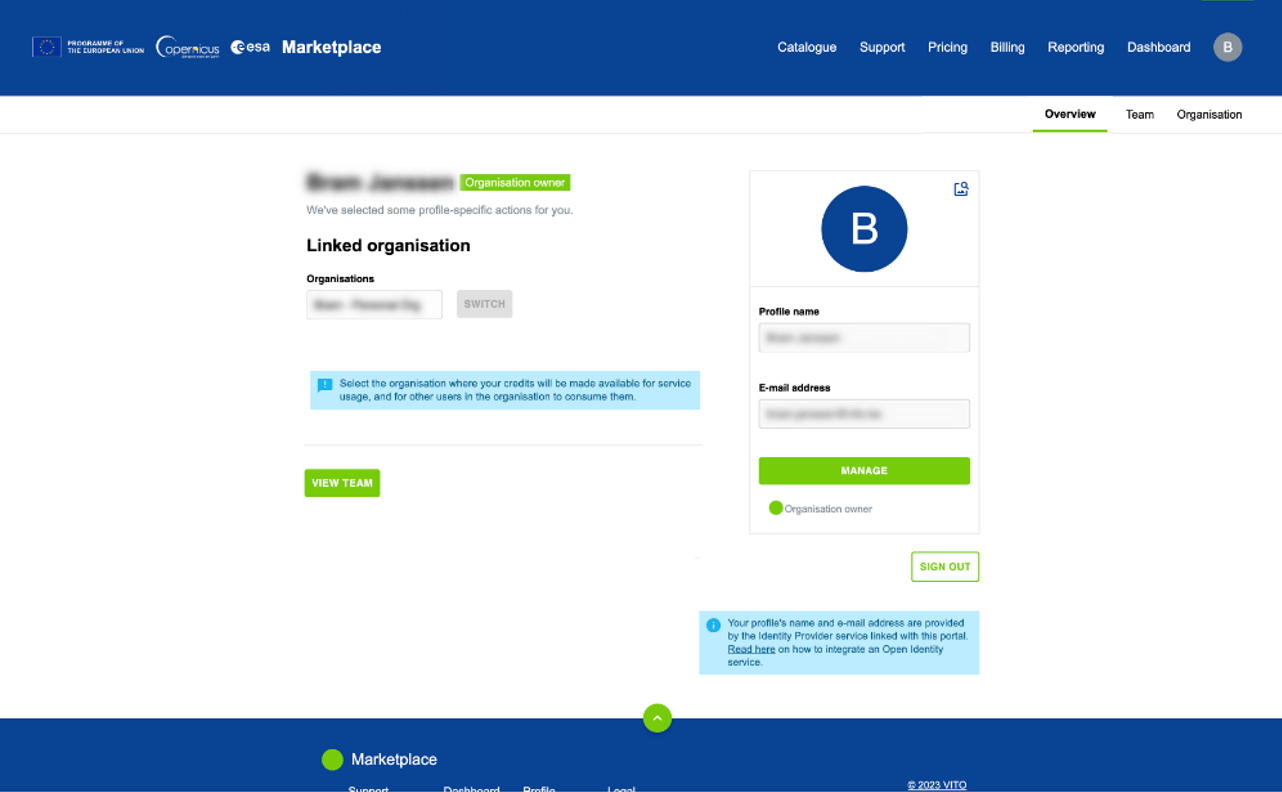 PROGRAMME OF
THE EUROPEAN UNION
Copernicus
esa
Marketplace
Catalogue
Support
Pricing
Billing
Reporting
Dashboard
B
Overview
Team
Organisation
Organisation owner
We've selected some profile-specific actions for you.
Linked organisation
Organisations
SWITCH
Select the organisation where your credits will be made available for service
usage, and for other users in the organisation to consume them.
VIEW TEAM
B
Profile name
E-mail address
MANAGE
Organisation owner
SIGN OUT
Your profile's name and e-mail address are provided
by the Identity Provider service linked with this portal.
Read here on how to integrate an Open Identity
service.
Marketplace
Support
Dashboard
Profile
Legal
© 2023 VITO